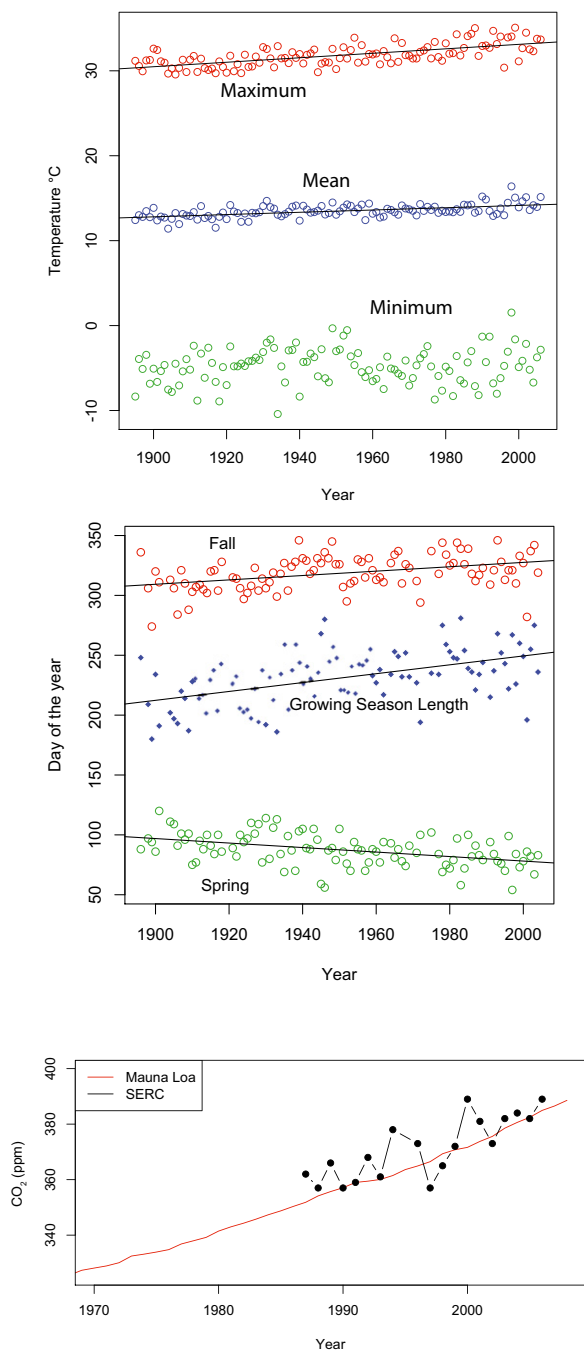 30
Maximum
20
Mean
10
Temperature °C
Minimum
0
-10
1900 1920 1940 1960 1980 2000
Year
350
Fall
300
250
Growing Season Length
200
Day of the year
150
100
Spring
50
1900 1920 1940 1960 1980 2000
Year
400
Mauna Loa
SERC
380
CO2 (ppm)
360
340
1970 1980 1990 2000
Year